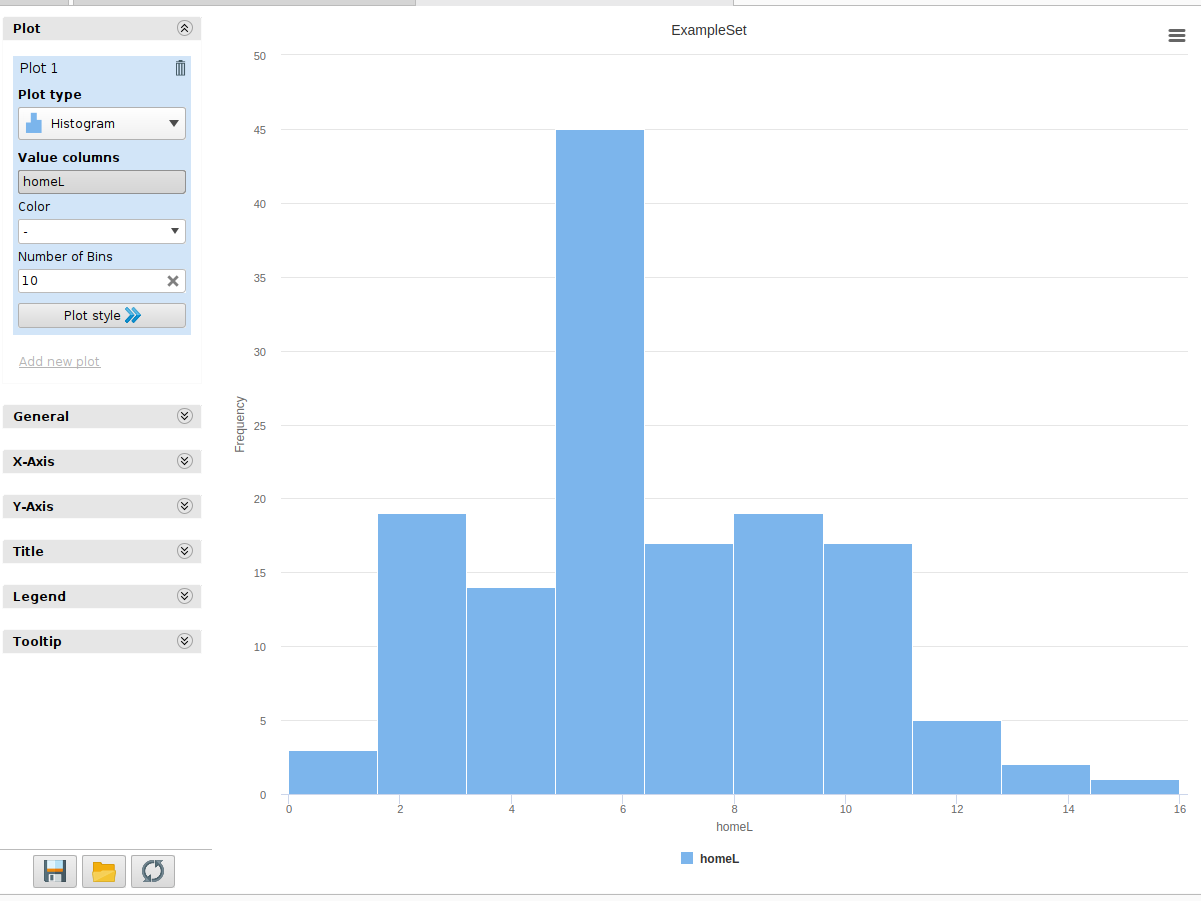 Plot
Plot 1
Plot type
Histogram
Value columns
homeL
Color
-
Number of Bins
10
Plot style
Add new plot
General
X-Axis
Y-Axis
Title
Legend
Tooltip
ExampleSet
50
45
40
35
30
25
20
15
10
5
0
Frequency
0 2 4 6 8 10 12 14 16
homeL
homeL